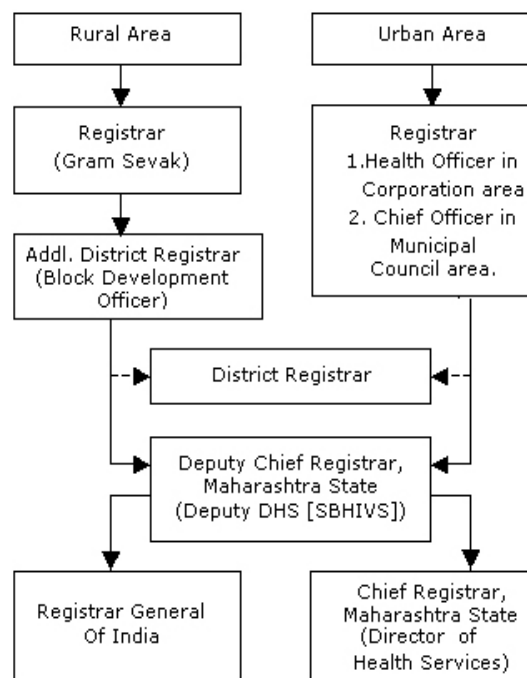 Rural Area
Urban Area
Registrar
(Gram Sevak)
Registrar
1.Health Officer in
Corporation area
2. Chief Officer in
Municipal
Council area.
Addl. District Registrar
(Block Development
Officer)
District Registrar
Deputy Chief Registrar,
Maharashtra State
(Deputy DHS [SBHIVS])
Registrar General
Of India
Chief Registrar,
Maharashtra State
(Director of
Health Services)